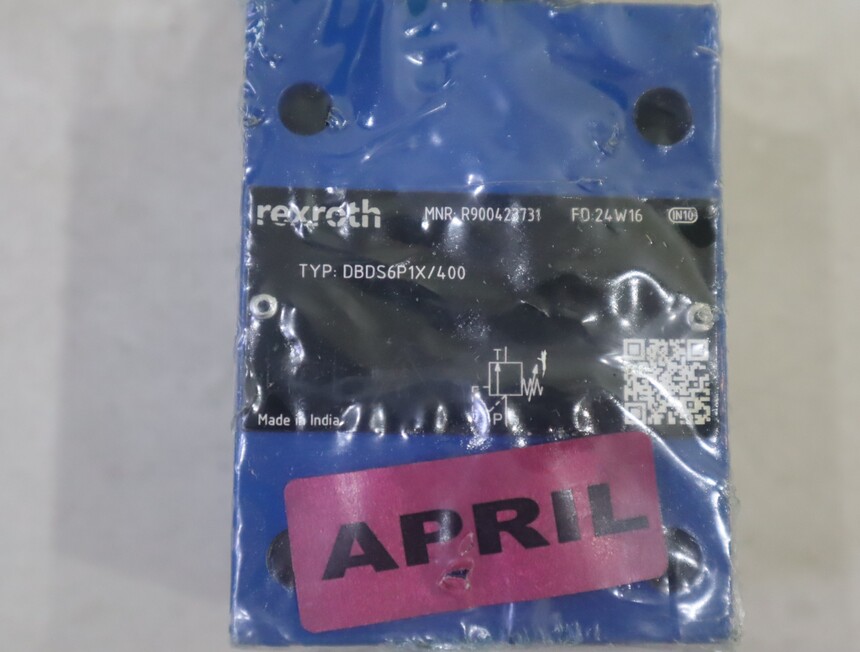 rexroth MNR: R900423731 FD:24W16 IN10
TYP: DBDS6P1X/400
T
P
Made in India
APRIL